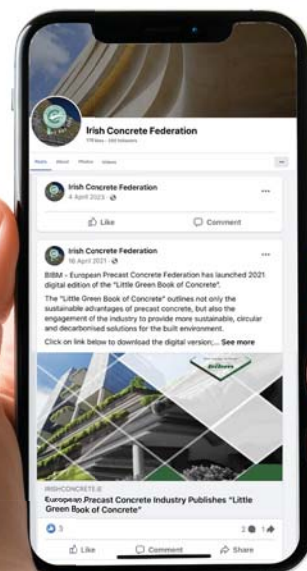 Irish Concrete Federation
Posts About Photos Videos
Irish Concrete Federation
4 April 2023
Like Comment
Irish Concrete Federation
16 April 2021
BIBM - European Precast Concrete Federation has launched 2021
digital edition of the "Little Green Book of Concrete".
The "Little Green Book of Concrete" outlines not only the
sustainable advantages of precast concrete, but also the
engagement of the industry to provide more sustainable, circular
and decarbonised solutions for the built environment.
Click on link below to download the digital version;... See more
IRISHCONCRETE.IE
European Precast Concrete Industry Publishes "Little
Green Book of Concrete"
3 2 1
Like Comment Share